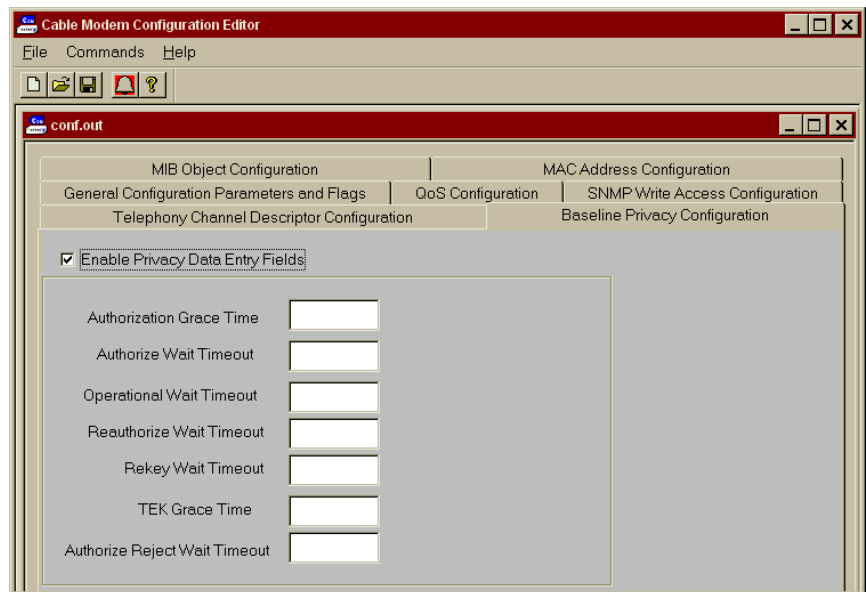 Cable Modem Configuration Editor
File Commands Help
conf.out
MIB Object Configuration MAC Address Configuration
General Configuration Parameters and Flags QoS Configuration SNMP Write Access Configuration
Telephony Channel Descriptor Configuration Baseline Privacy Configuration
Enable Privacy Data Entry Fields
Authorization Grace Time
Authorize Wait Timeout
Operational Wait Timeout
Reauthorize Wait Timeout
Rekey Wait Timeout
TEK Grace Time
Authorize Reject Wait Timeout